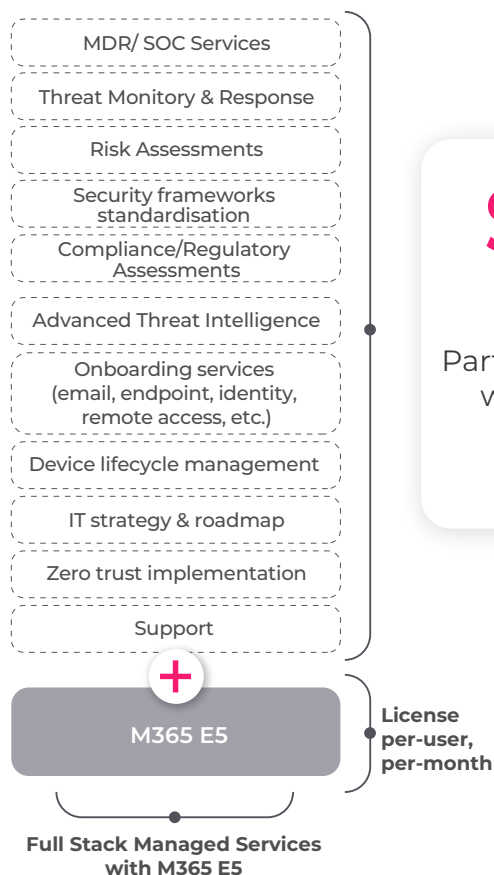 MDR/ SOC Services
Threat Monitory & Response
Risk Assessments
Security frameworks
standardisation
Compliance/Regulatory
Assessments
Advanced Threat Intelligence
Onboarding services
(email, endpoint, identity,
remote access, etc.)
Device lifecycle management
IT strategy & roadmap
Zero trust implementation
Support
+
M365 E5
License
per-user,
per-month
Full Stack Managed Services
with M365 E5